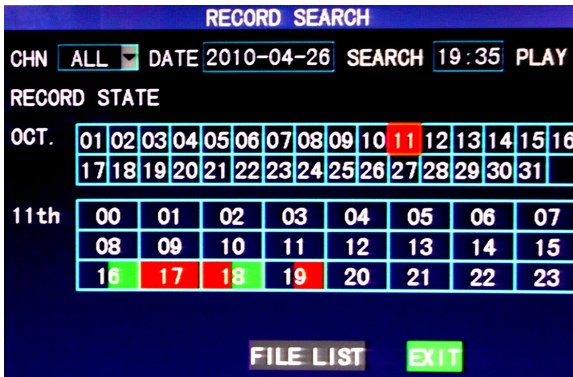 RECORD SEARCH
CHN ALL DATE 2010-04-26 SEARCH 19:35 PLAY
RECORD STATE
OCT. 01 02 03 04 05 06 07 08 09 10 11 12 13 14 15 16
17 18 19 20 21 22 23 24 25 26 27 28 29 30 31
11th 00 01 02 03 04 05 06 07
08 09 10 11 12 13 14 15
16 17 18 19 20 21 22 23
FILE LIST EXIT